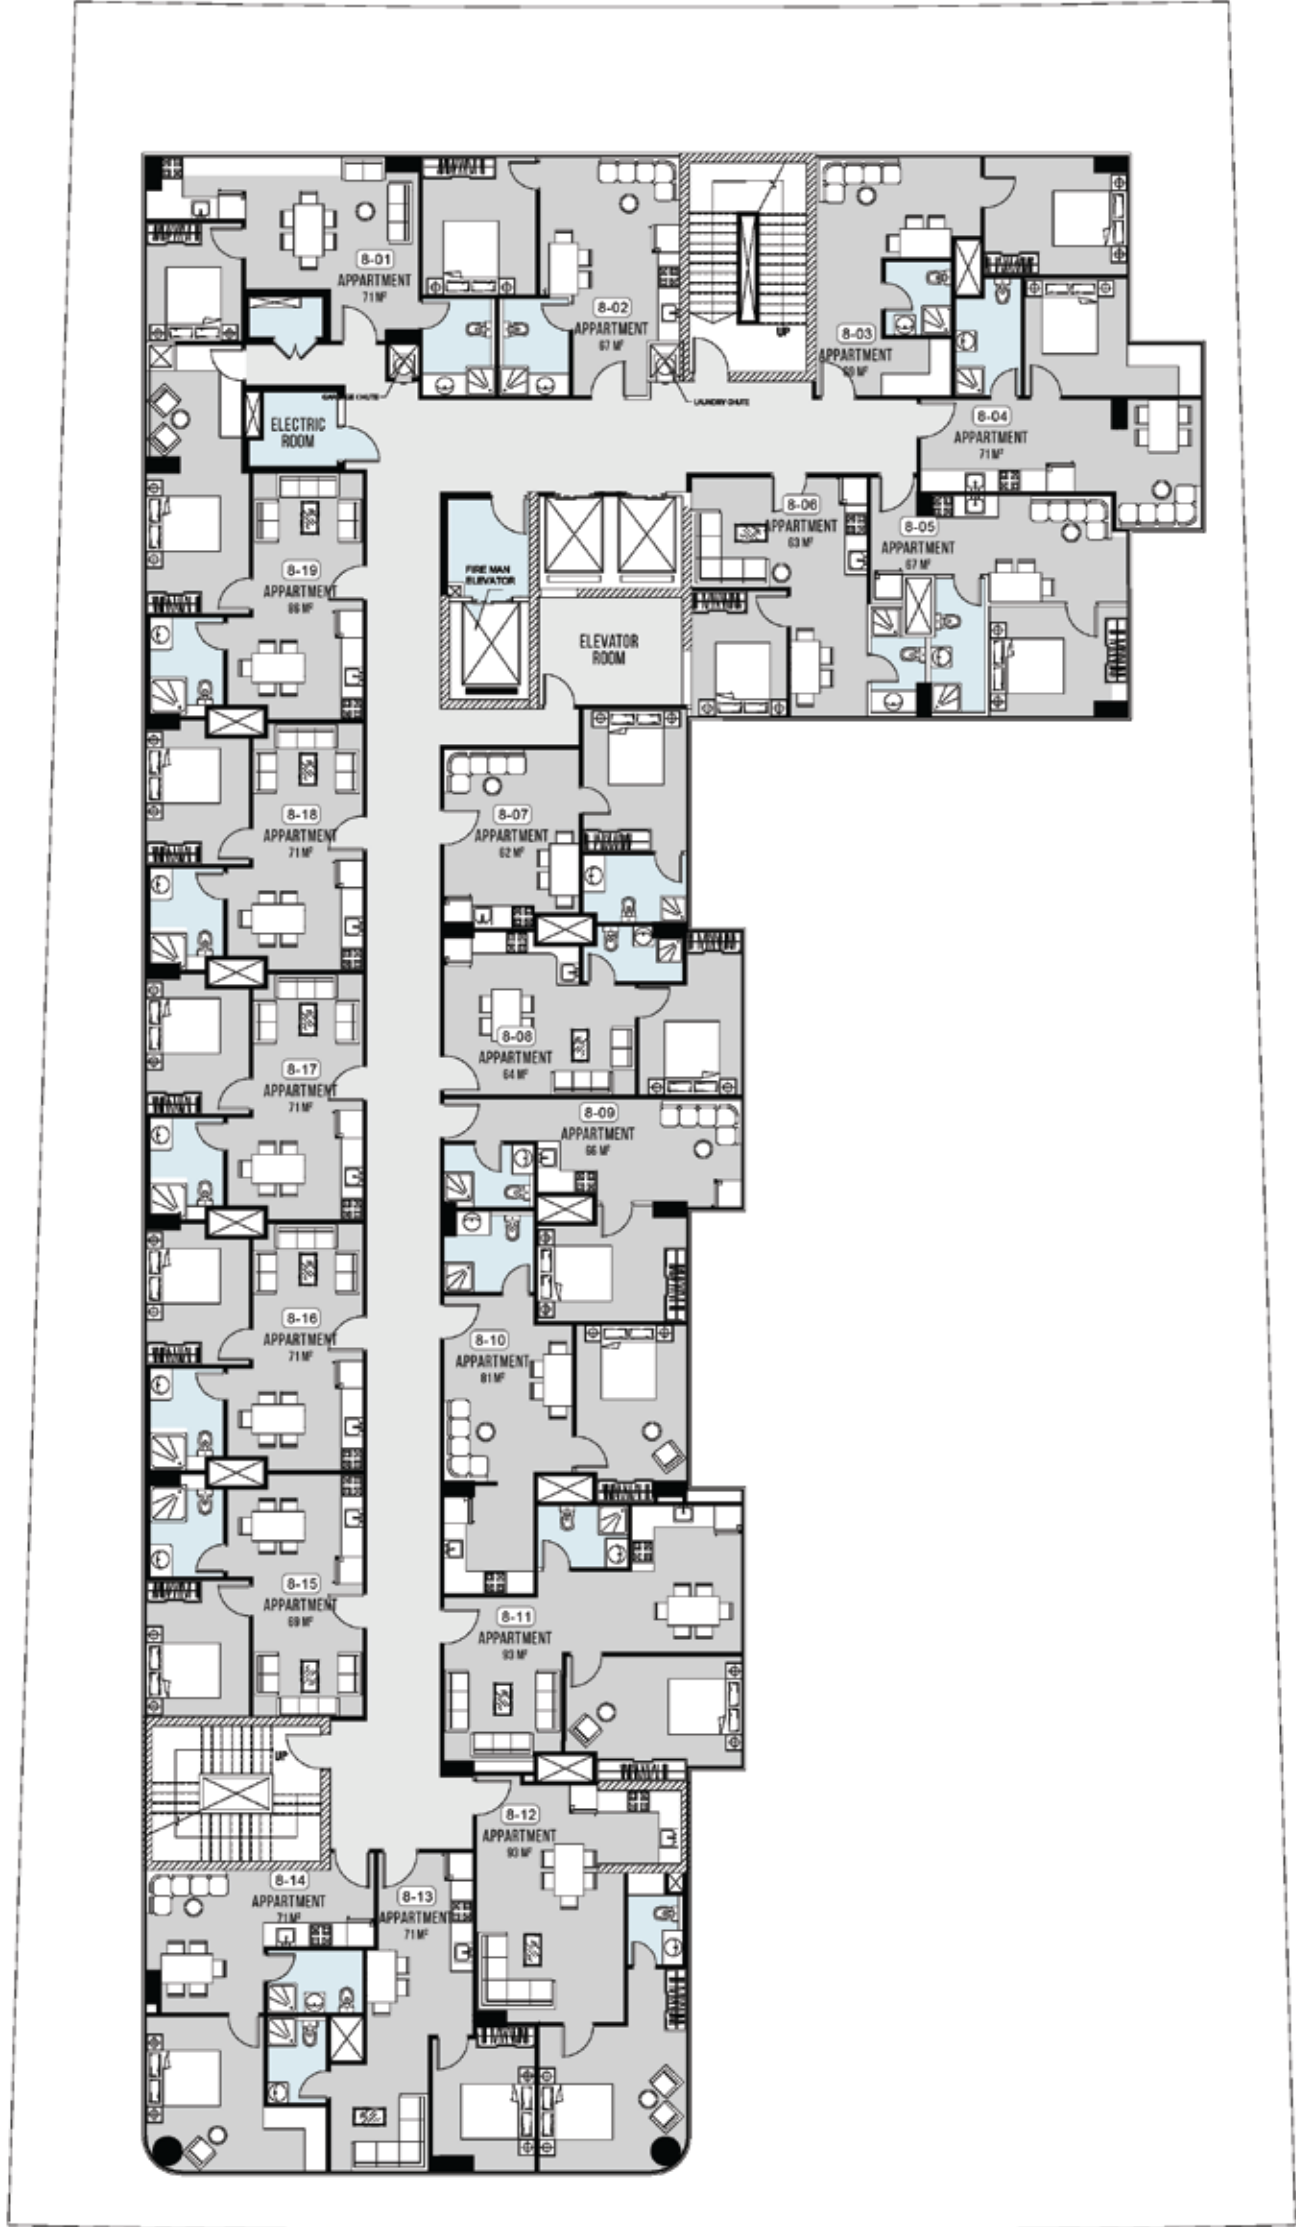 8-01
APPARTMENT
71 M²
8-02
APPARTMENT
67 M²
UP
8-03
APPARTMENT
LAUNDRY CHUTE
ELECTRIC
ROOM
8-04
APPARTMENT
71 M²
8-06
APPARTMENT
63 M²
8-05
APPARTMENT
67 M²
FIRE MAN
ELEVATOR
8-19
APPARTMENT
ELEVATOR
ROOM
8-07
APPARTMENT
62 M²
8-18
APPARTMENT
71 M²
8-08
APPARTMENT
64 M²
8-17
APPARTMENT
71 M²
8-09
APPARTMENT
66 M²
8-16
APPARTMENT
71 M²
8-10
APPARTMENT
81 M²
8-15
APPARTMENT
69 M²
8-11
APPARTMENT
93 M²
UP
8-12
APPARTMENT
93 M²
8-14
APPARTMENT
71 M²
8-13
APPARTMENT
71 M²